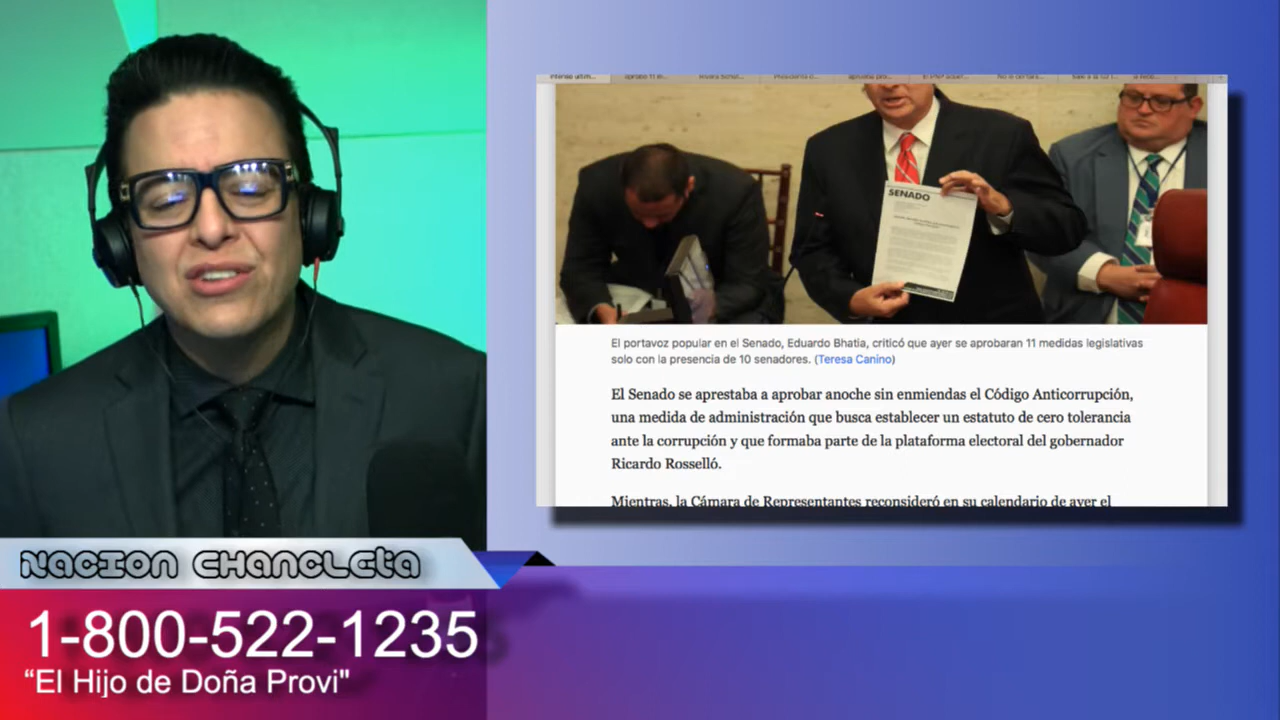 SENADO
El portavoz popular en el Senado, Eduardo Bhatia, criticó que ayer se aprobaran 11 medidas legislativas
solo con la presencia de 10 senadores. (Teresa Canino)
El Senado se aprestaba a aprobar anoche sin enmiendas el Código Anticorrupción,
una medida de administración que busca establecer un estatuto de cero tolerancia
ante la corrupción y que formaba parte de la plataforma electoral del gobernador
Ricardo Rosselló.
Mientras, la Cámara de Representantes reconsideró en su calendario de ayer el
NACION CHANCLETA
1-800-522-1235
“El Hijo de Doña Provi"